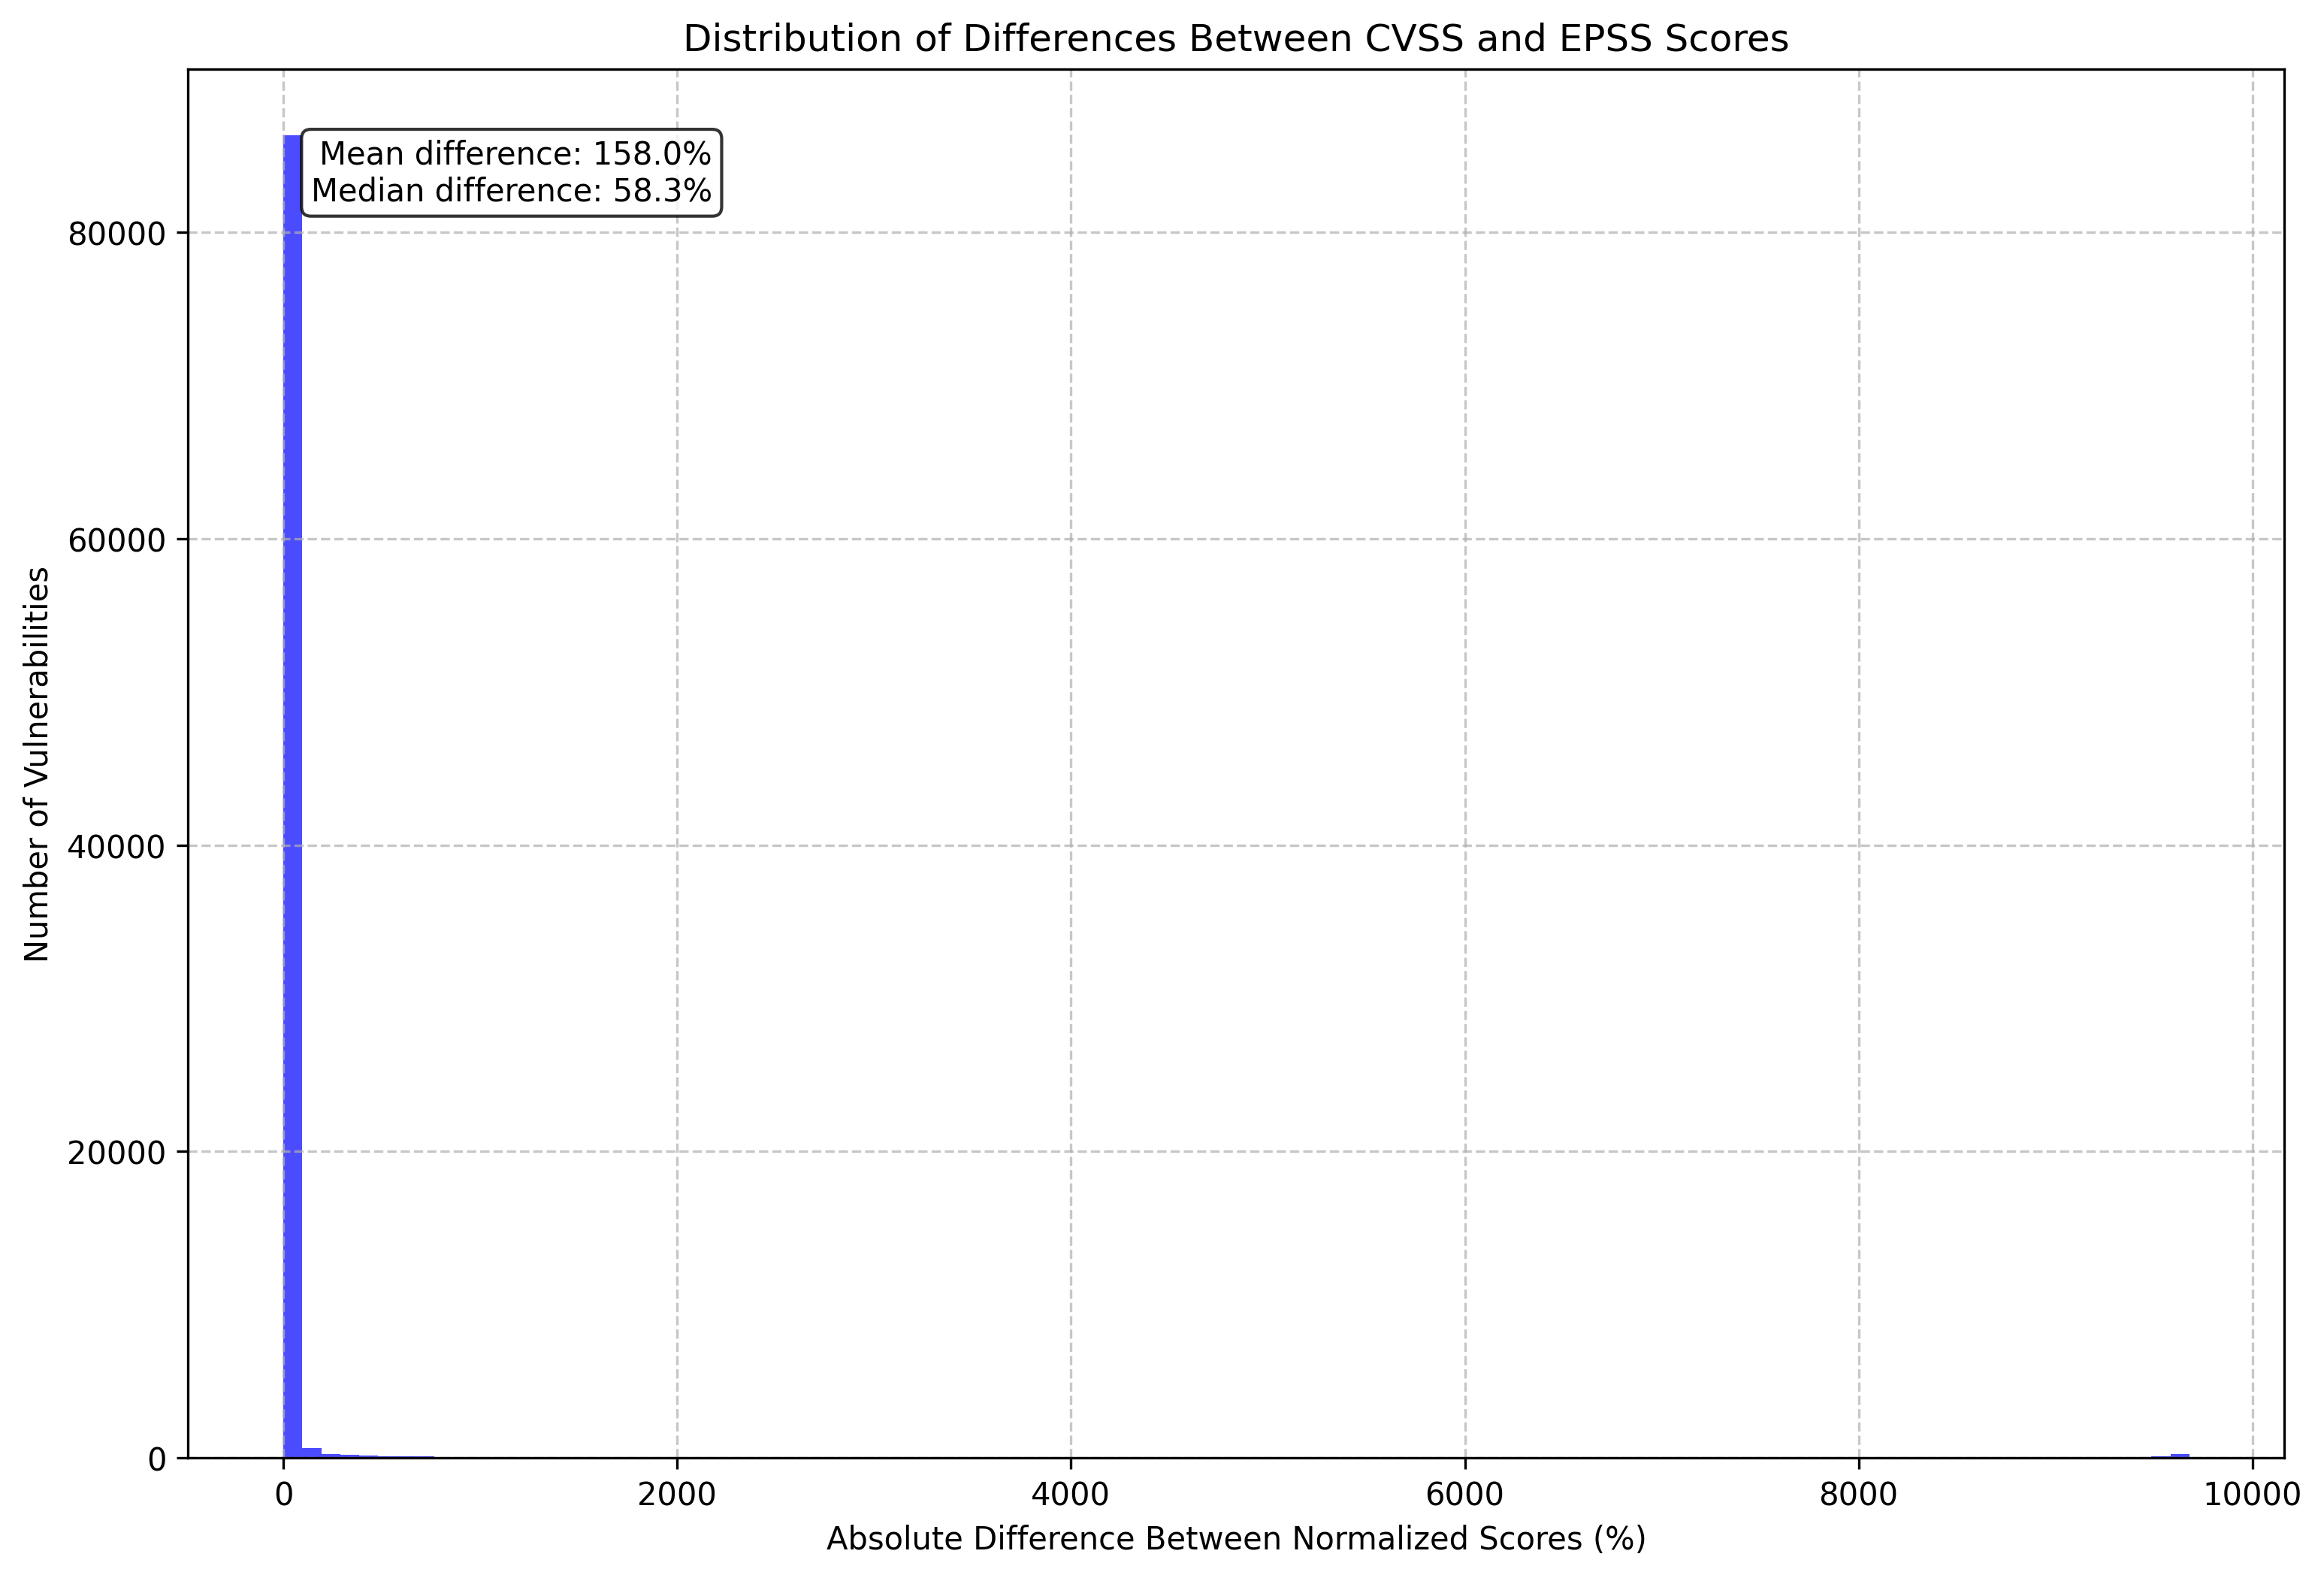 Distribution of Differences Between CVSS and EPSS Scores
Mean difference: 158.0%
Median difference: 58.3%
Number of Vulnerabilities
80000
60000
40000
20000
0
0 2000 4000 6000 8000 10000
Absolute Difference Between Normalized Scores (%)